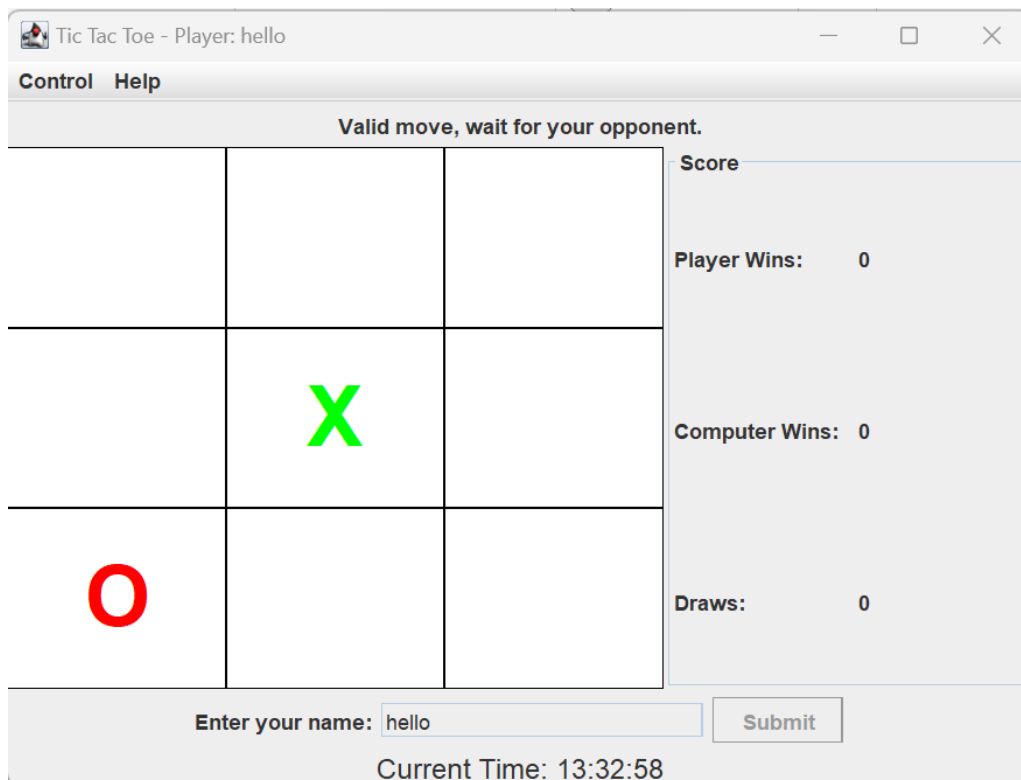 Tic Tac Toe - Player: hello
Control Help
Valid move, wait for your opponent.
Score
Player Wins: 0
X
Computer Wins: 0
O
Draws: 0
Enter your name: hello Submit
Current Time: 13:32:58